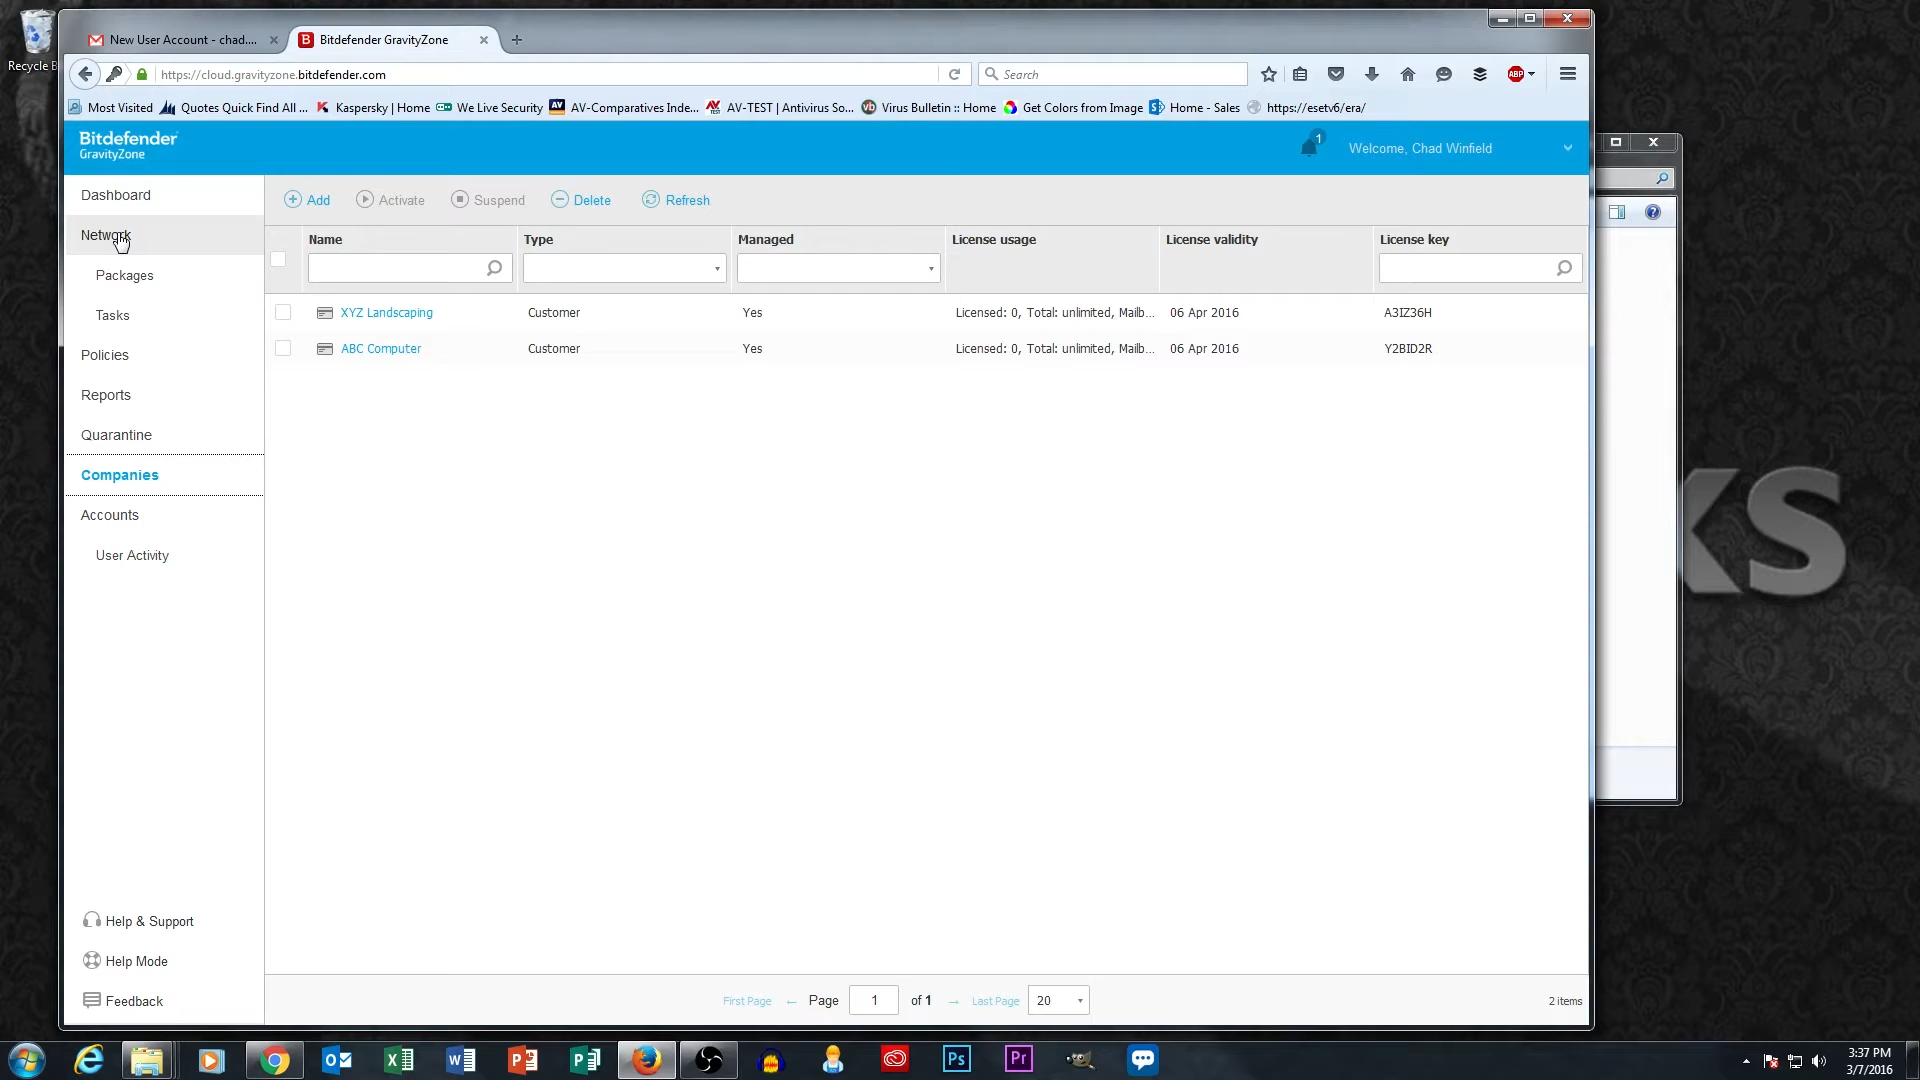 Recycle B
New User Account - chad....
Bitdefender GravityZone
https://cloud.gravityzone.bitdefender.com
Search
ABP
Most Visited
Quotes Quick Find All ...
Kaspersky | Home
We Live Security
AV-Comparatives Inde...
AV-TEST | Antivirus So...
Virus Bulletin :: Home
Get Colors from Image
Home - Sales
https://esetv6/era/
Bitdefender
GravityZone
1
Welcome, Chad Winfield
Dashboard
Network
Packages
Tasks
Policies
Reports
Quarantine
Companies
Accounts
User Activity
Help & Support
Help Mode
Feedback
Add
Activate
Suspend
Delete
Refresh
Name Type Managed License usage License validity License key
XYZ Landscaping Customer Yes Licensed: 0, Total: unlimited, Mailb... 06 Apr 2016 A3IZ36H
ABC Computer Customer Yes Licensed: 0, Total: unlimited, Mailb... 06 Apr 2016 Y2BID2R
First Page ← Page 1 of 1 → Last Page 20 2 items
KS
3:37 PM
3/7/2016